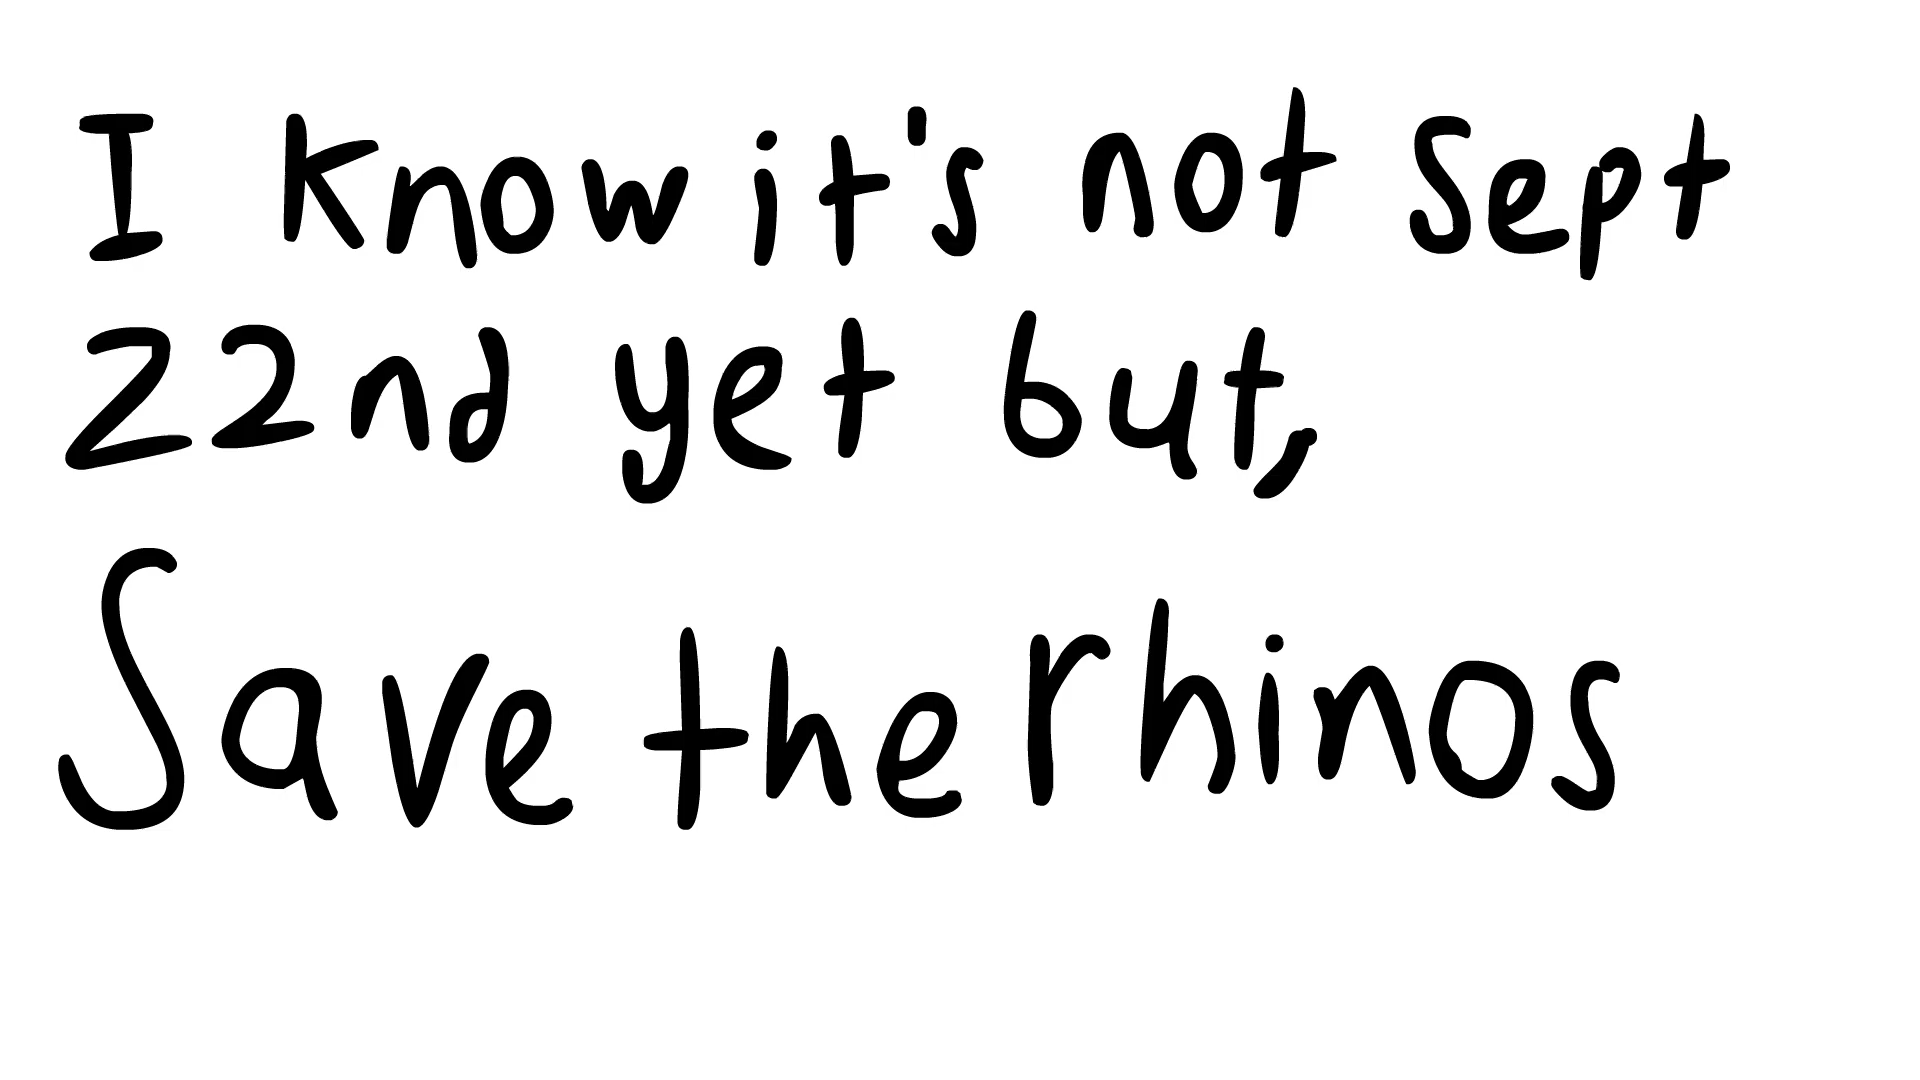 I know it's not Sept
22nd yet but,
Save the rhinos